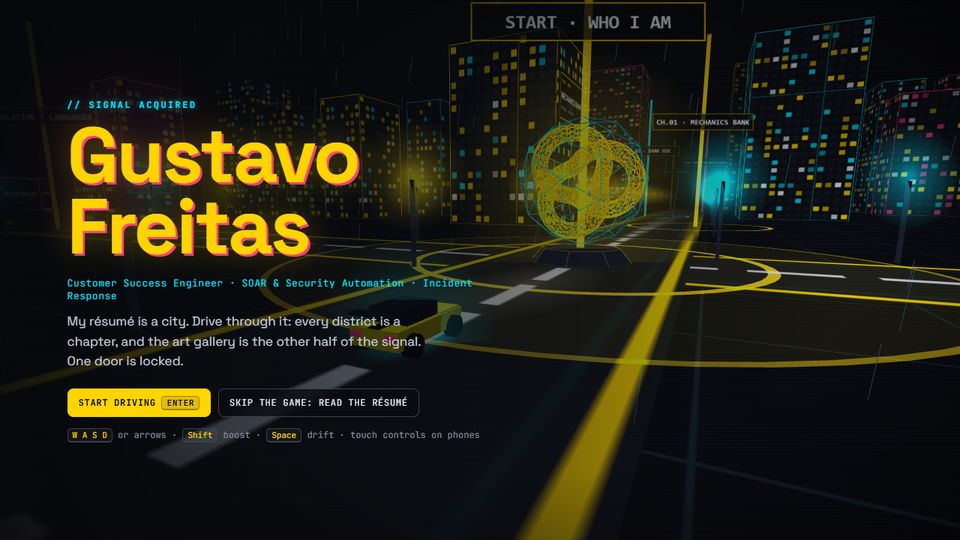 START · WHO I AM
// SIGNAL ACQUIRED
CH.01 · MECHANICS BANK
Gustavo
Freitas
Customer Success Engineer · SOAR & Security Automation · Incident
Response
My résumé is a city. Drive through it: every district is a
chapter, and the art gallery is the other half of the signal.
One door is locked.
START DRIVING ENTER
SKIP THE GAME: READ THE RÉSUMÉ
W A S D or arrows · Shift boost · Space drift · touch controls on phones